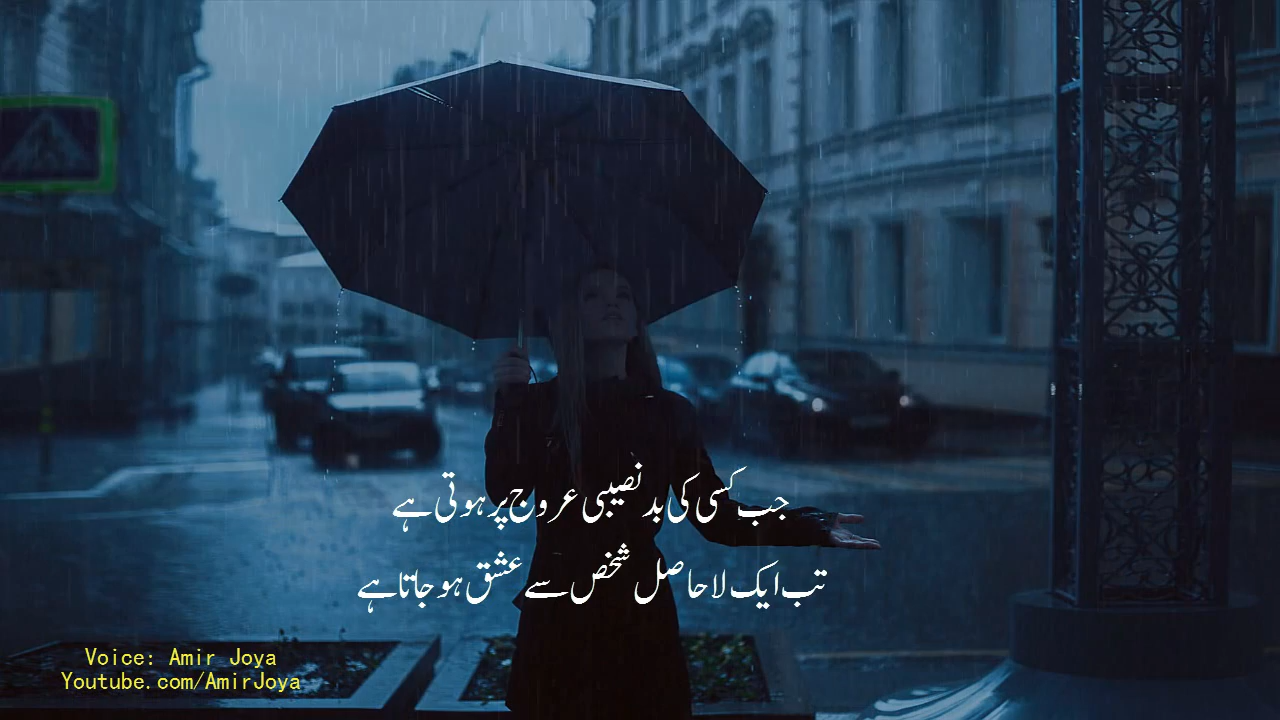 جب کسی کی بدنصیبی عروج پر ہوتی ہے
تب ایک لاحاصل شخص سے عشق ہو جاتا ہے
Voice: Amir Joya
Youtube.com/AmirJoya